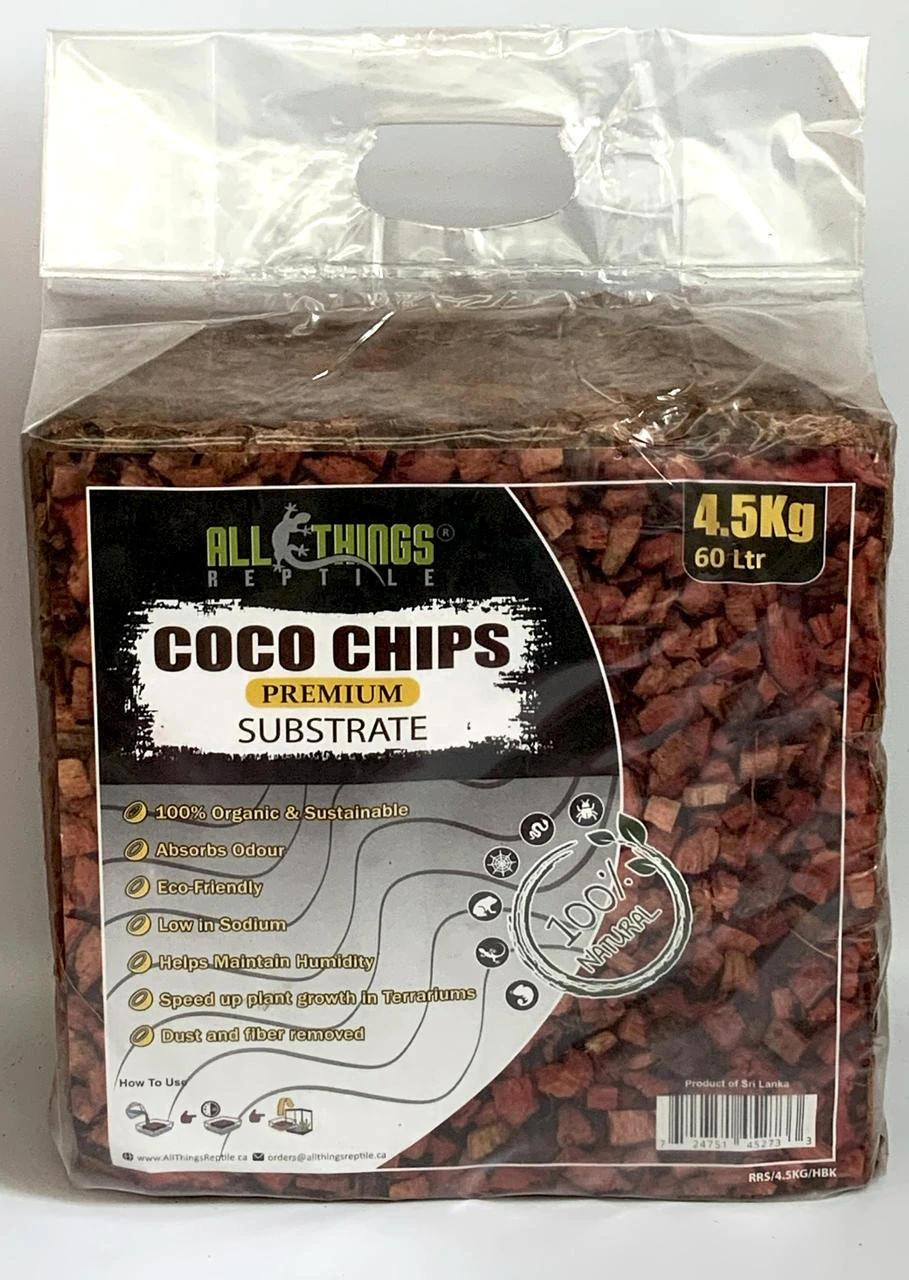 ALL THINGS®
REPTILE
4.5Kg
60 Ltr
COCO CHIPS
PREMIUM
SUBSTRATE
100% Organic & Sustainable
Absorbs Odour
Eco-Friendly
Low in Sodium
Helps Maintain Humidity
Speed up plant growth in Terrariums
Dust and fiber removed
100%
NATURAL
How To Use
www.AllThingsReptile.ca orders@allthingsreptile.ca
Product of Sri Lanka
7 24751 45273 3
RRS/4.5KG/HBK